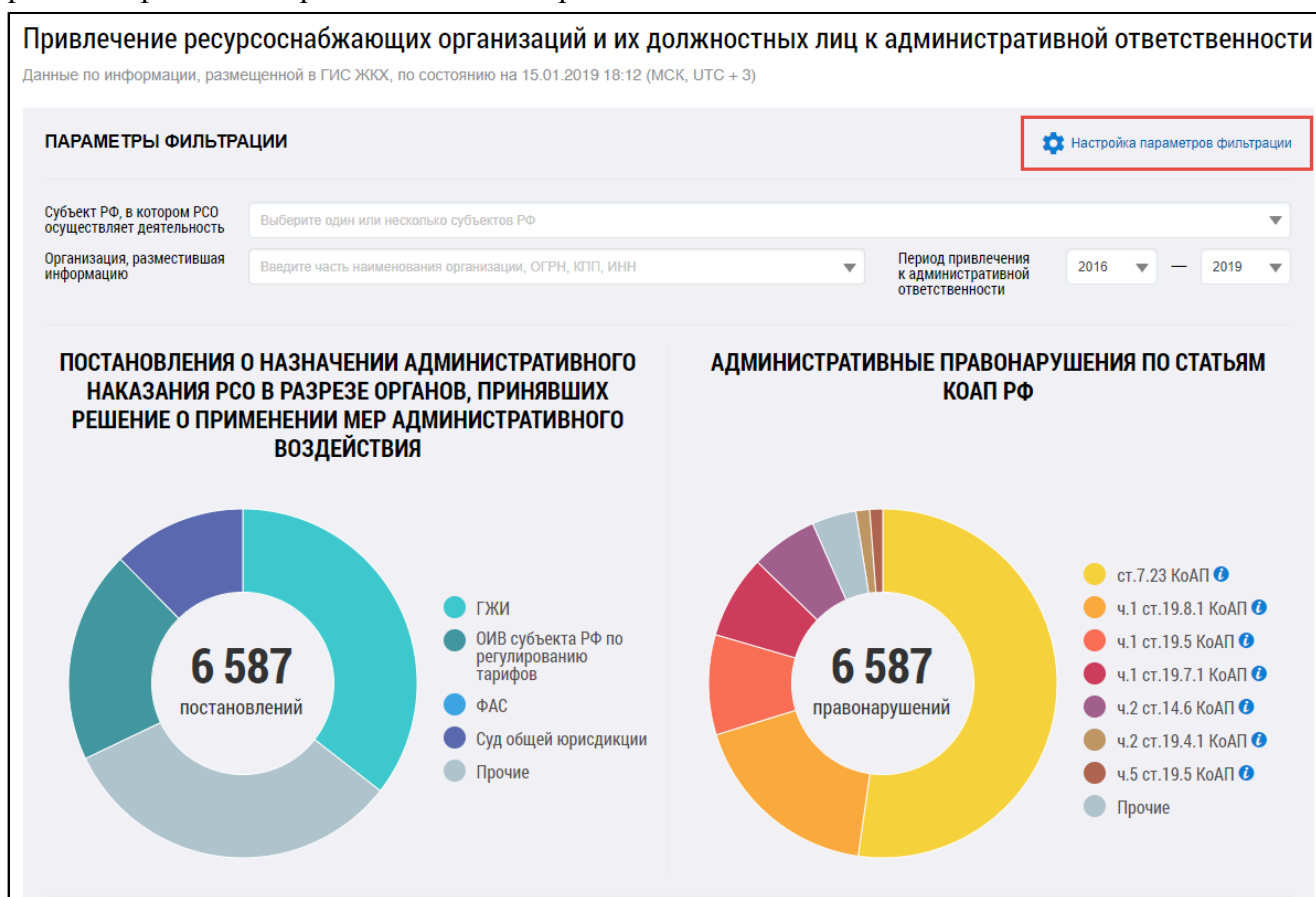 Привлечение ресурсоснабжающих организаций и их должностных лиц к административной ответственности
Данные по информации, размещенной в ГИС ЖКХ, по состоянию на 15.01.2019 18:12 (МСК, UTC + 3)
ПАРАМЕТРЫ ФИЛЬТРАЦИИ
Настройка параметров фильтрации
Субъект РФ, в котором РСО
осуществляет деятельность
Выберите один или несколько субъектов РФ
Организация, разместившая
информацию
Введите часть наименования организации, ОГРН, КПП, ИНН
Период привлечения
к административной
ответственности
2016 — 2019
ПОСТАНОВЛЕНИЯ О НАЗНАЧЕНИИ АДМИНИСТРАТИВНОГО
НАКАЗАНИЯ РСО В РАЗРЕЗЕ ОРГАНОВ, ПРИНЯВШИХ
РЕШЕНИЕ О ПРИМЕНЕНИИ МЕР АДМИНИСТРАТИВНОГО
ВОЗДЕЙСТВИЯ
6 587
постановлений
ГЖИ
ОИВ субъекта РФ по
регулированию
тарифов
ФАС
Суд общей юрисдикции
Прочие
АДМИНИСТРАТИВНЫЕ ПРАВОНАРУШЕНИЯ ПО СТАТЬЯМ
КОАП РФ
6 587
правонарушений
ст.7.23 КоАП
ч.1 ст.19.8.1 КоАП
ч.1 ст.19.5 КоАП
ч.1 ст.19.7.1 КоАП
ч.2 ст.14.6 КоАП
ч.2 ст.19.4.1 КоАП
ч.5 ст.19.5 КоАП
Прочие